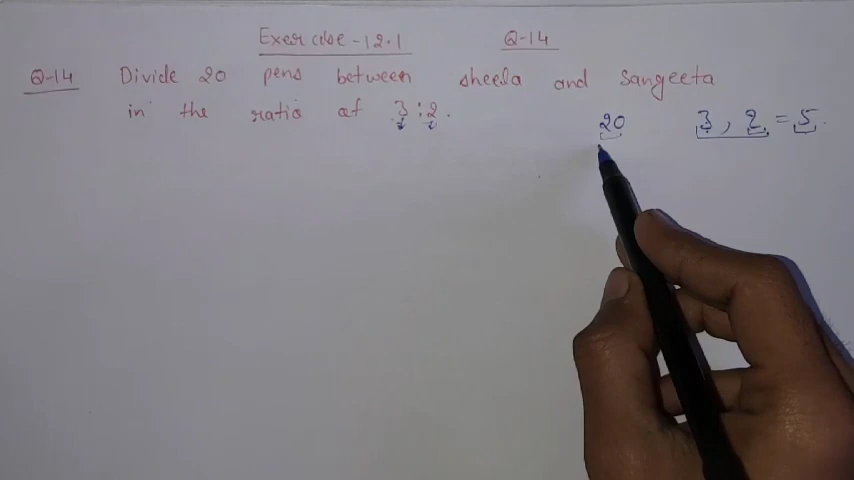 Exercise-12.1 Q-14
Q-14 Divide 20 pens between sheela and Sangeeta
in the ratio of 3:2.
20 3, 2 = 5.